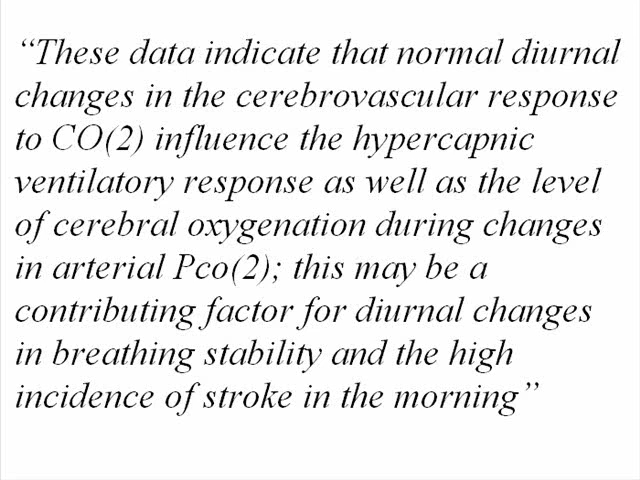 “These data indicate that normal diurnal
changes in the cerebrovascular response
to CO(2) influence the hypercapnic
ventilatory response as well as the level
of cerebral oxygenation during changes
in arterial Pco(2); this may be a
contributing factor for diurnal changes
in breathing stability and the high
incidence of stroke in the morning”